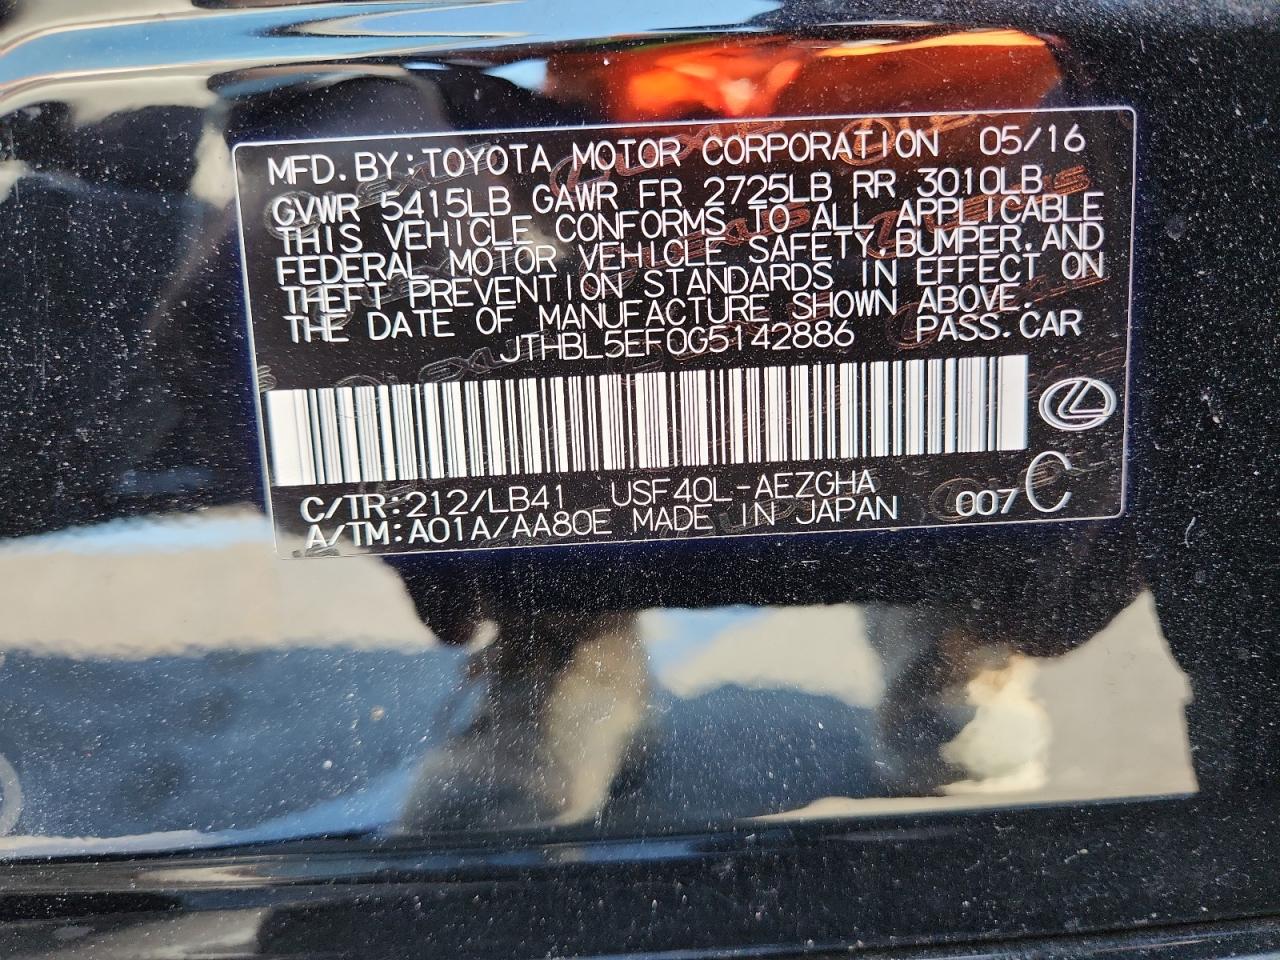 MFD. BY: TOYOTA MOTOR CORPORATION 05/16
GVWR 5415LB GAWR FR 2725LB RR 3010LB
THIS VEHICLE CONFORMS TO ALL APPLICABLE
FEDERAL MOTOR VEHICLE SAFETY,BUMPER,AND
THEFT PREVENTION STANDARDS IN EFFECT ON
THE DATE OF MANUFACTURE SHOWN ABOVE.
JTHBL5EF0G5142886 PASS.CAR
C/TR:212/LB41 USF40L-AEZGHA
A/TM:A01A/AA80E MADE IN JAPAN 007 C